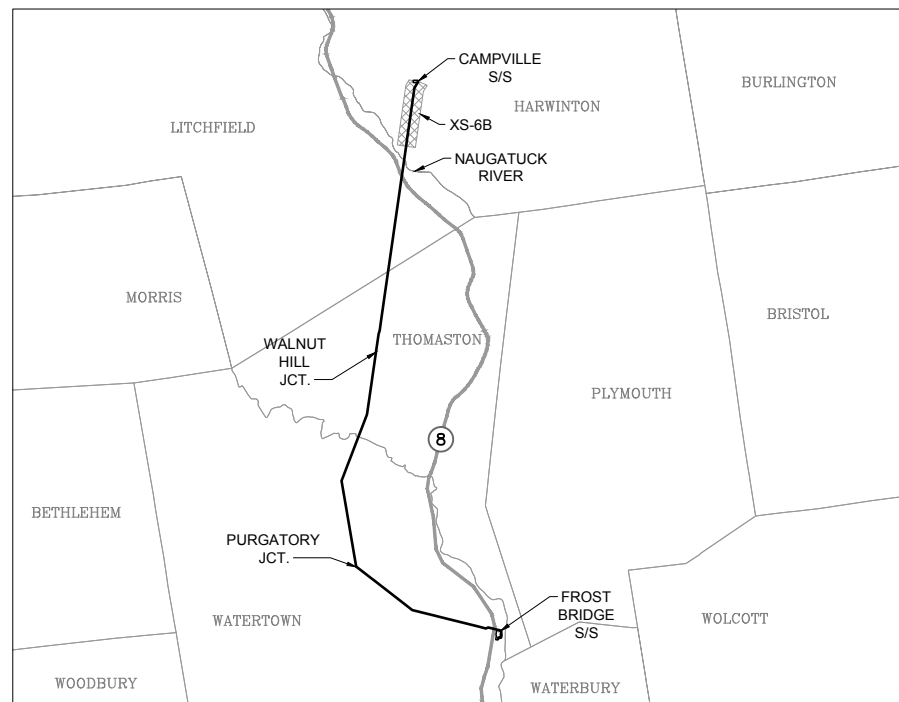 CAMPVILLE
S/S
BURLINGTON
HARWINTON
LITCHFIELD
XS-6B
NAUGATUCK
RIVER
MORRIS
BRISTOL
WALNUT
HILL
JCT.
THOMASTON
PLYMOUTH
8
BETHLEHEM
PURGATORY
JCT.
FROST
BRIDGE
S/S
WATERTOWN
WOLCOTT
WOODBURY
WATERBURY